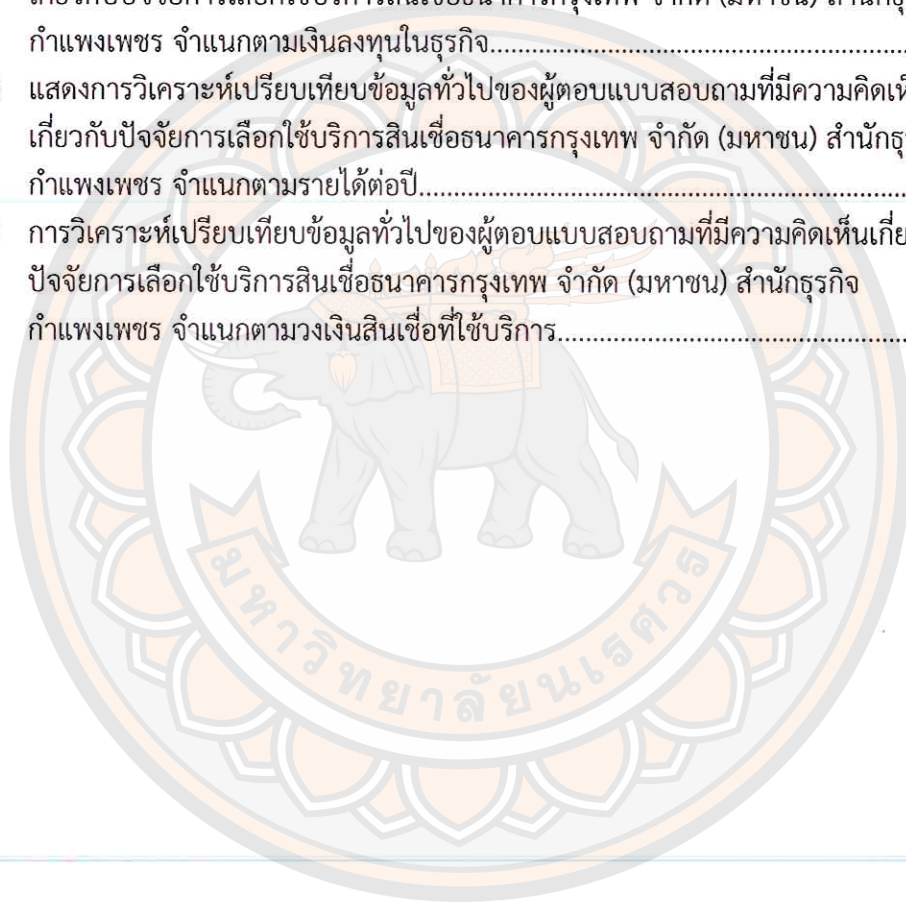 กำแพงเพชร จำแนกตามเงินลงทุนในธุรกิจ
แสดงการวิเคราะห์เปรียบเทียบข้อมูลทั่วไปของผู้ตอบแบบสอบถามที่มีความคิดเห็
เกี่ยวกับปัจจัยการเลือกใช้บริการสินเชื่อธนาคารกรุงเทพ จำกัด (มหาชน) สำนักธุ
กำแพงเพชร จำแนกตามรายได้ต่อปี
การวิเคราะห์เปรียบเทียบข้อมูลทั่วไปของผู้ตอบแบบสอบถามที่มีความคิดเห็นเกี่ย
ปัจจัยการเลือกใช้บริการสินเชื่อธนาคารกรุงเทพ จำกัด (มหาชน) สำนักธุรกิจ
กำแพงเพชร จำแนกตามวงเงินสินเชื่อที่ใช้บริการ
มหาวิทยาลัยนเรศวร